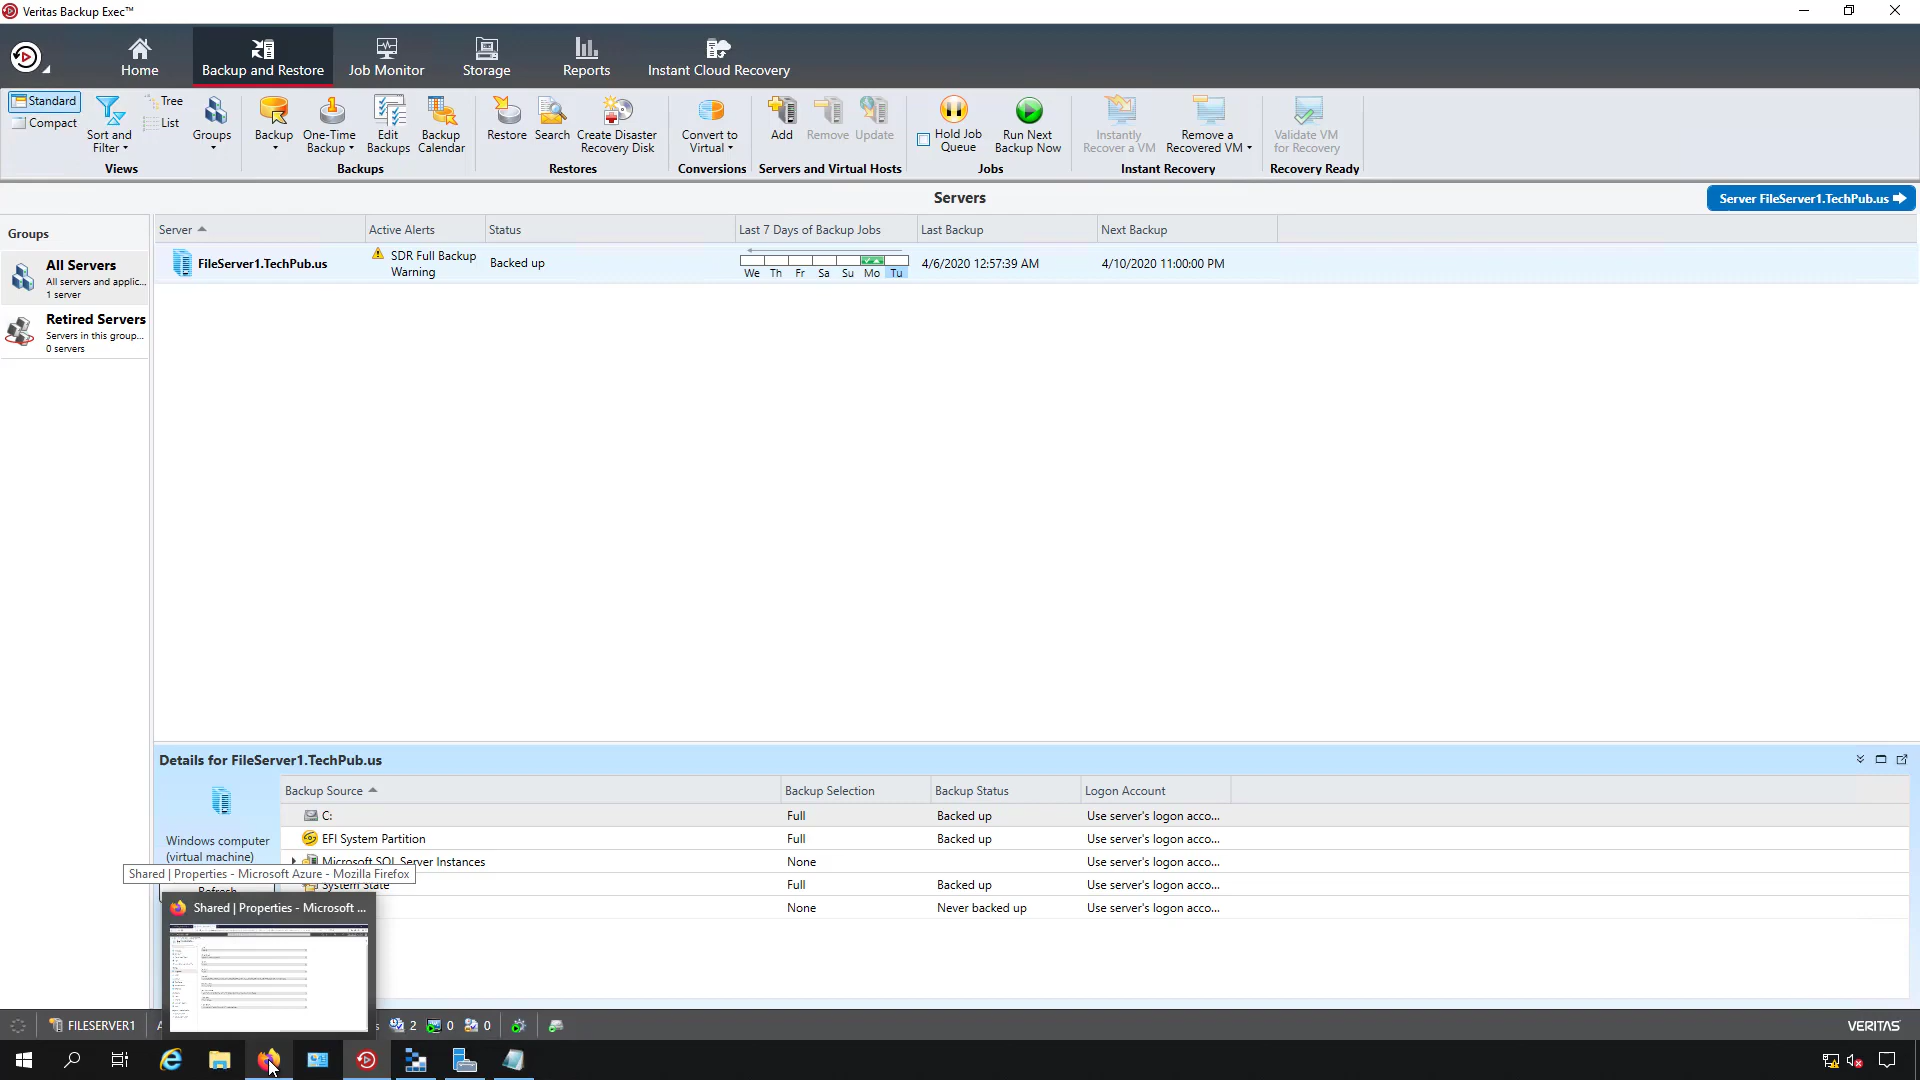 Veritas Backup Exec™
Home
Backup and Restore
Job Monitor
Storage
Reports
Instant Cloud Recovery
Standard
Compact
Sort and
Filter
Tree
List
Groups
Views
Backup
One-Time
Backup
Edit
Backups
Backup
Calendar
Backups
Restore
Search
Create Disaster
Recovery Disk
Restores
Convert to
Virtual
Conversions
Add
Remove
Update
Servers and Virtual Hosts
Hold Job
Queue
Run Next
Backup Now
Jobs
Instantly
Recover a VM
Remove a
Recovered VM
Instant Recovery
Validate VM
for Recovery
Recovery Ready
Servers
Server FileServer1.TechPub.us
Groups
All Servers
All servers and applic...
1 server
Retired Servers
Servers in this group...
0 servers
Server
Active Alerts
Status
Last 7 Days of Backup Jobs
Last Backup
Next Backup
FileServer1.TechPub.us
SDR Full Backup
Warning
Backed up
We Th Fr Sa Su Mo Tu
4/6/2020 12:57:39 AM
4/10/2020 11:00:00 PM
Details for FileServer1.TechPub.us
Windows computer
(virtual machine)
Refresh
Backup Source
Backup Selection
Backup Status
Logon Account
C:
Full
Backed up
Use server's logon acco...
EFI System Partition
Full
Backed up
Use server's logon acco...
Microsoft SQL Server Instances
None
Use server's logon acco...
System State
Full
Backed up
Use server's logon acco...
None
Never backed up
Use server's logon acco...
Shared | Properties - Microsoft Azure - Mozilla Firefox
Shared | Properties - Microsoft ...
FILESERVER1
2
0
0
VERITAS